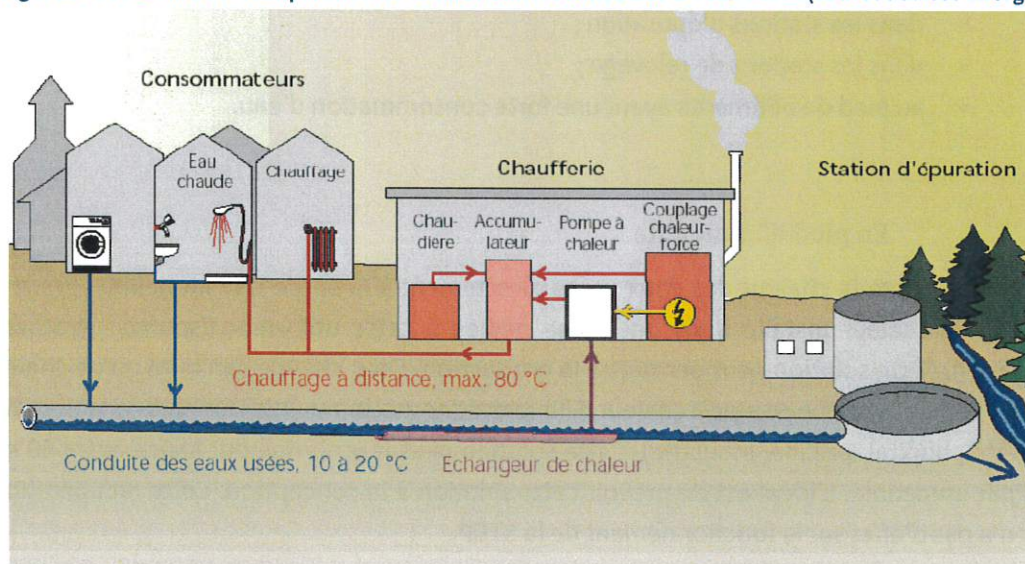 Consommateurs
Eau
chaude
Chauffage
Chaufferie
Chau-
diere
Accumu-
lateur
Pompe à
chaleur
Couplage
chaleur-
force
Station d'épuration
Chauffage à distance, max. 80 °C
Conduite des eaux usées, 10 à 20 °C
Echangeur de chaleur